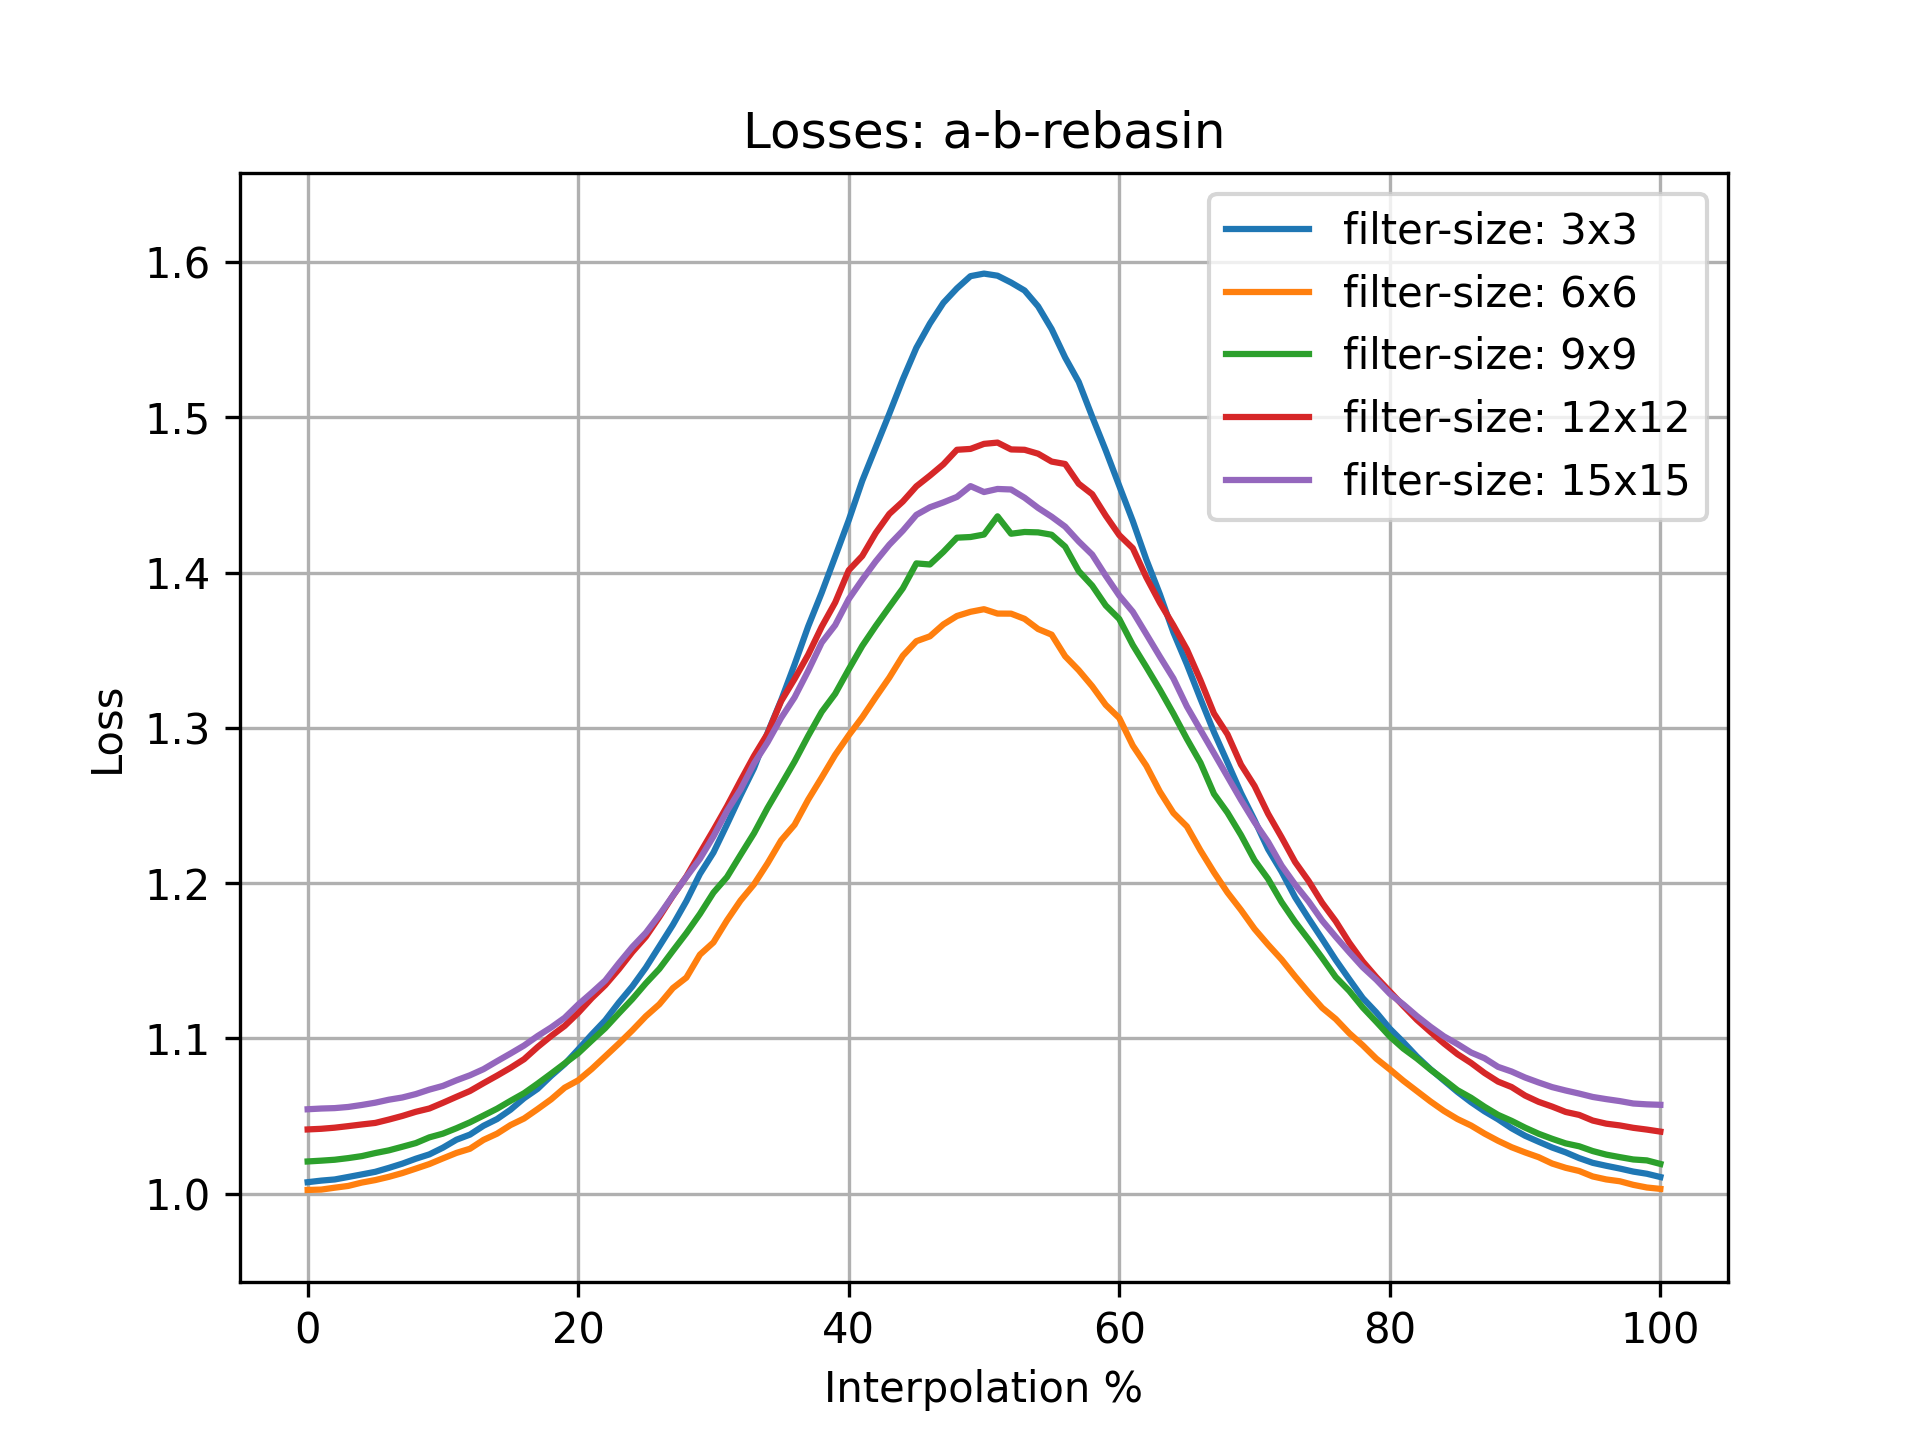 Losses: a-b-rebasin
filter-size: 3x3
filter-size: 6x6
filter-size: 9x9
filter-size: 12x12
filter-size: 15x15
1.6
1.5
1.4
1.3
1.2
1.1
1.0
Loss
0 20 40 60 80 100
Interpolation %